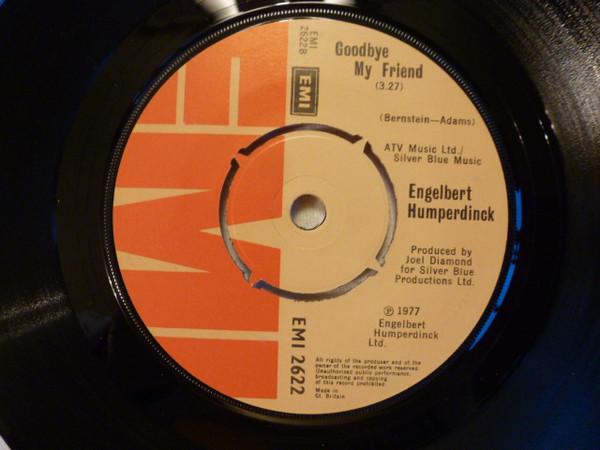 EMI
2622B
EMI
Goodbye
My Friend
(3.27)
(Bernstein—Adams)
ATV Music Ltd./
Silver Blue Music
Engelbert
Humperdinck
Produced by
Joel Diamond
for Silver Blue
Productions Ltd.
℗ 1977
Engelbert
Humperdinck
Ltd.
EMI 2622
All rights of the producer and of the
owner of the recorded work reserved
Unauthorised public performance,
broadcasting and copying
of this record prohibited.
Made in
Gt. Britain
EMI